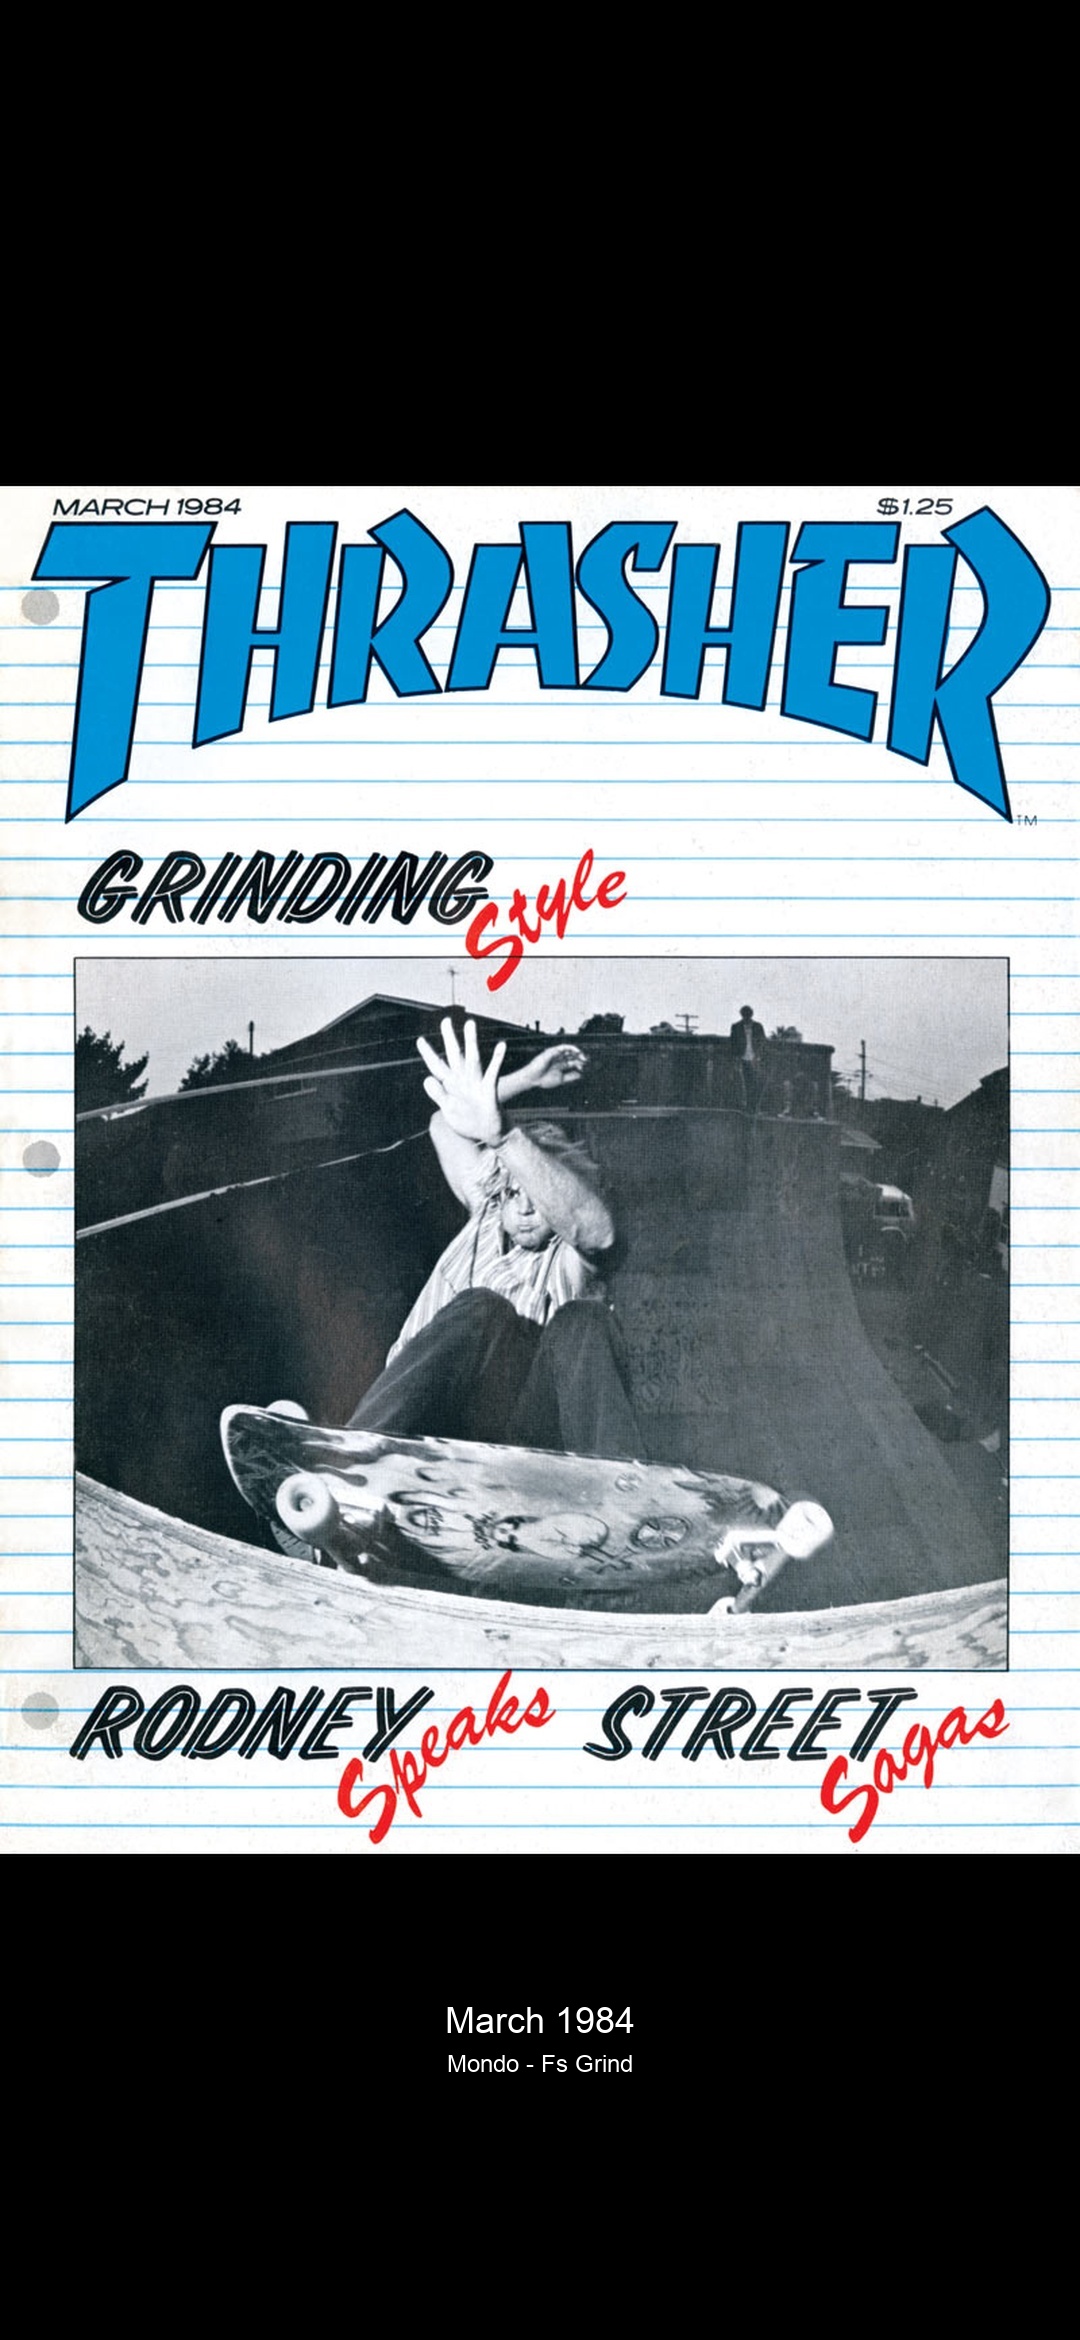 MARCH 1984
$1.25
THRASHER
TM
GRINDING
Style
RODNEY
Speaks
STREET
Sagas
March 1984
Mondo - Fs Grind